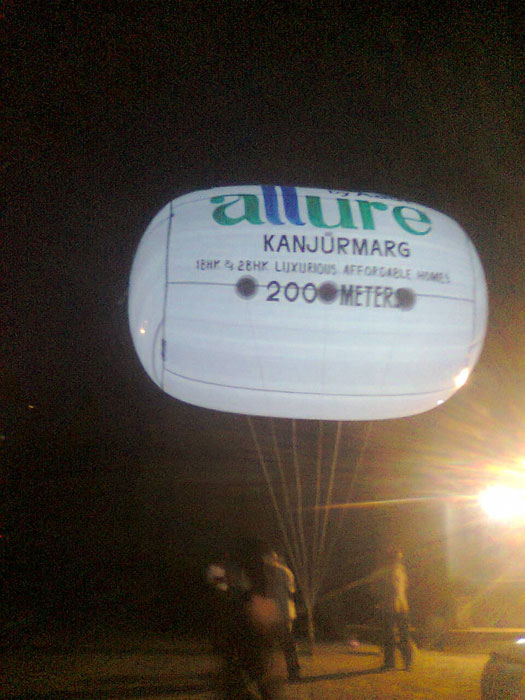 allure
KANJURMARG
1BHK & 2BHK LUXURIOUS AFFORDABLE HOMES
200 METERS